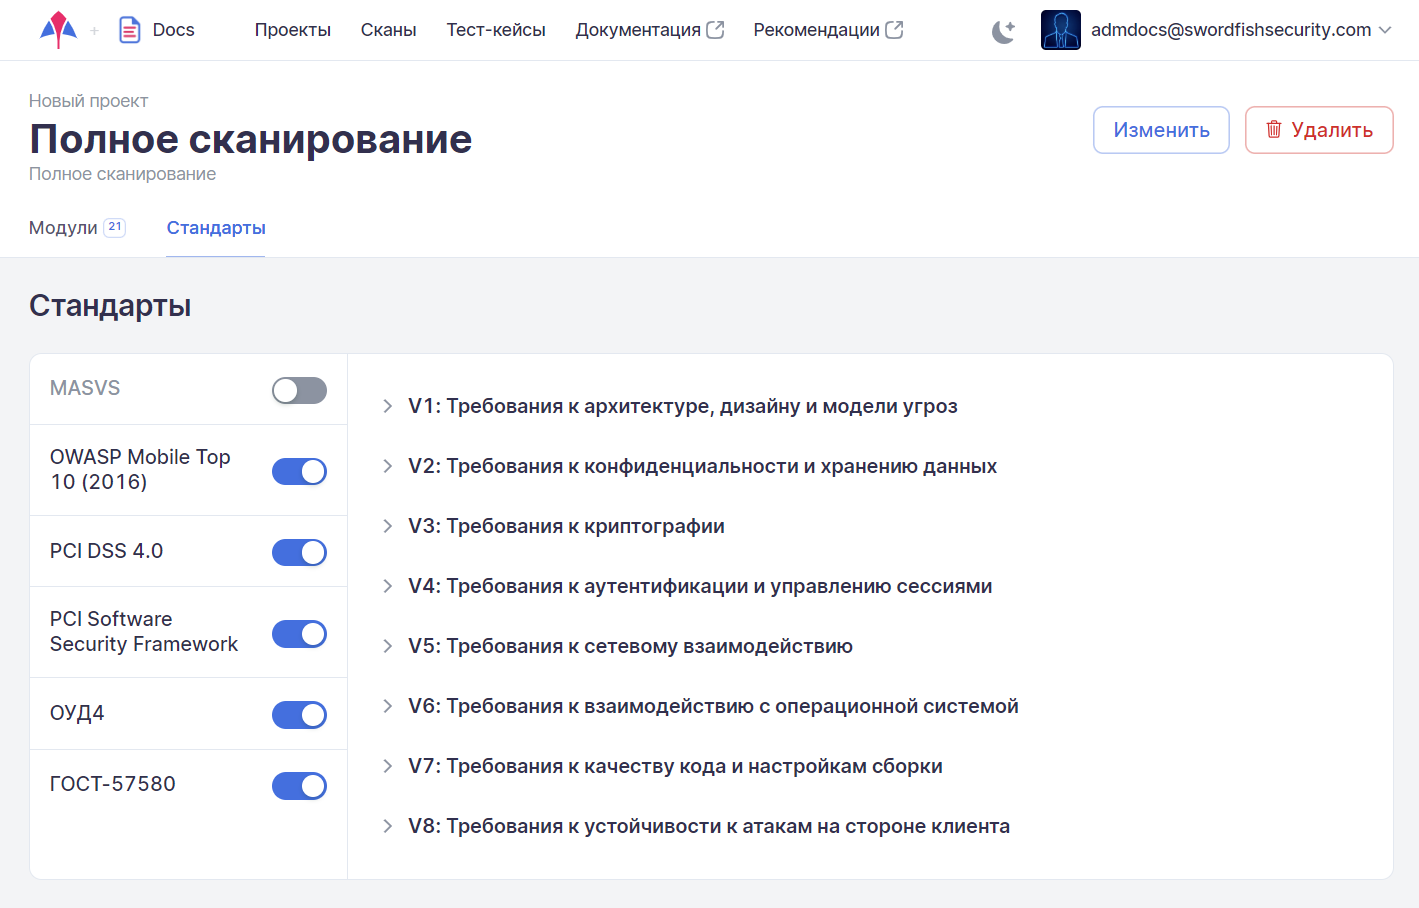 Docs
Проекты
Сканы
Тест-кейсы
Документация
Рекомендации
admdocs@swordfishsecurity.com
Новый проект
Полное сканирование
Полное сканирование
Изменить
Удалить
Модули 21
Стандарты
Стандарты
MASVS
OWASP Mobile Top
10 (2016)
PCI DSS 4.0
PCI Software
Security Framework
ОУД4
ГОСТ-57580
V1: Требования к архитектуре, дизайну и модели угроз
V2: Требования к конфиденциальности и хранению данных
V3: Требования к криптографии
V4: Требования к аутентификации и управлению сессиями
V5: Требования к сетевому взаимодействию
V6: Требования к взаимодействию с операционной системой
V7: Требования к качеству кода и настройкам сборки
V8: Требования к устойчивости к атакам на стороне клиента